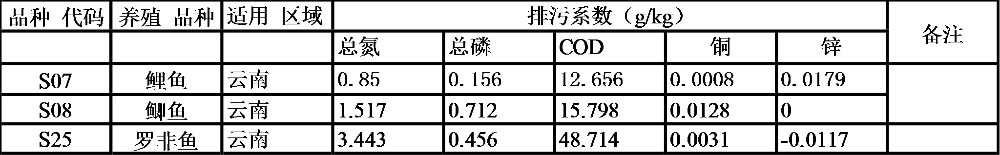 品种 代码 养殖 品种 适用 区域 排污系数（g/kg） 备注
总氮 总磷 COD 铜 锌
S07 鲤鱼 云南 0.85 0.156 12.656 0.0008 0.0179
S08 鲫鱼 云南 1.517 0.712 15.798 0.0128 0
S25 罗非鱼 云南 3.443 0.456 48.714 0.0031 -0.0117